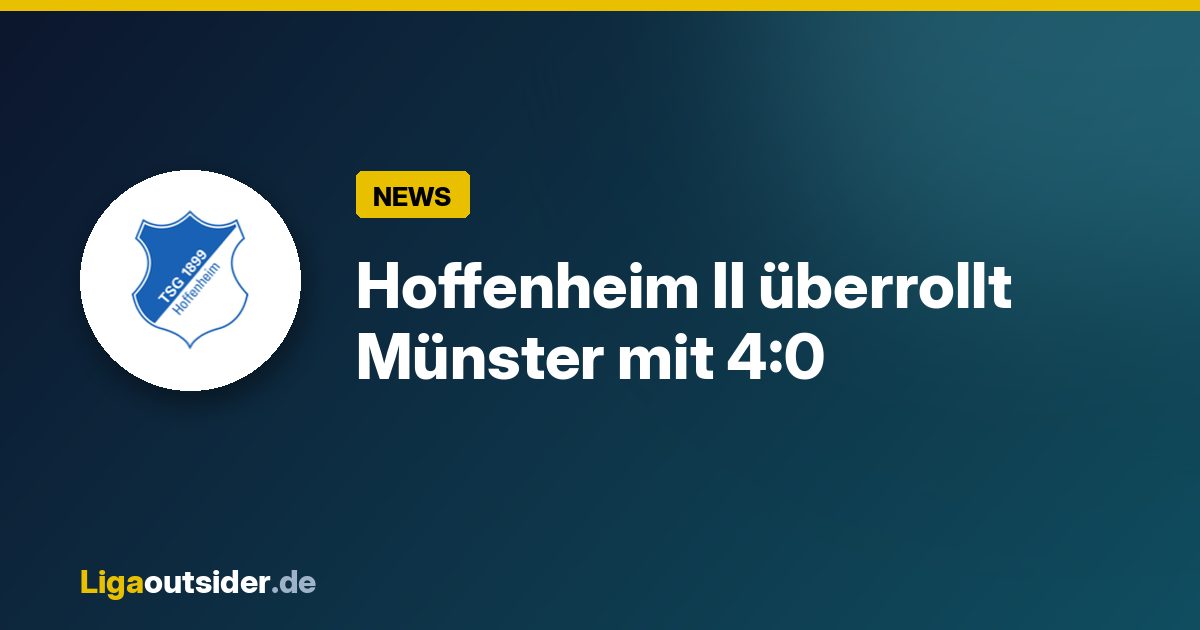 TSG 1899
Hoffenheim
NEWS
Hoffenheim II überrollt
Münster mit 4:0
Ligaoutsider.de